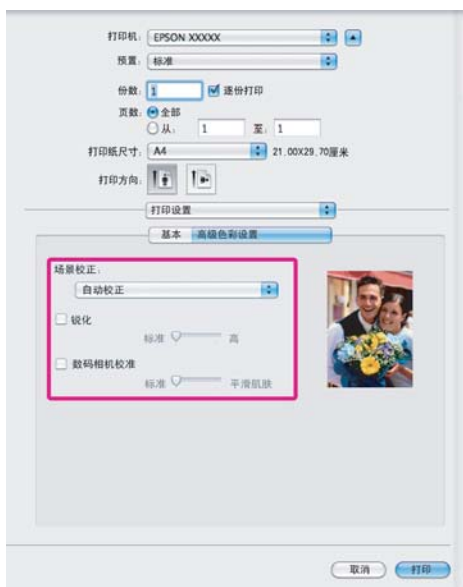 打印机: EPSON XXXXX
预置: 标准
份数: 1 逐份打印
页数: 全部
从: 1 至: 1
打印纸尺寸: A4 21.00X29.70厘米
打印方向:
打印设置
基本 高级色彩设置
场景校正:
自动校正
锐化
标准 高
数码相机校准
标准 平滑肌肤
取消 打印